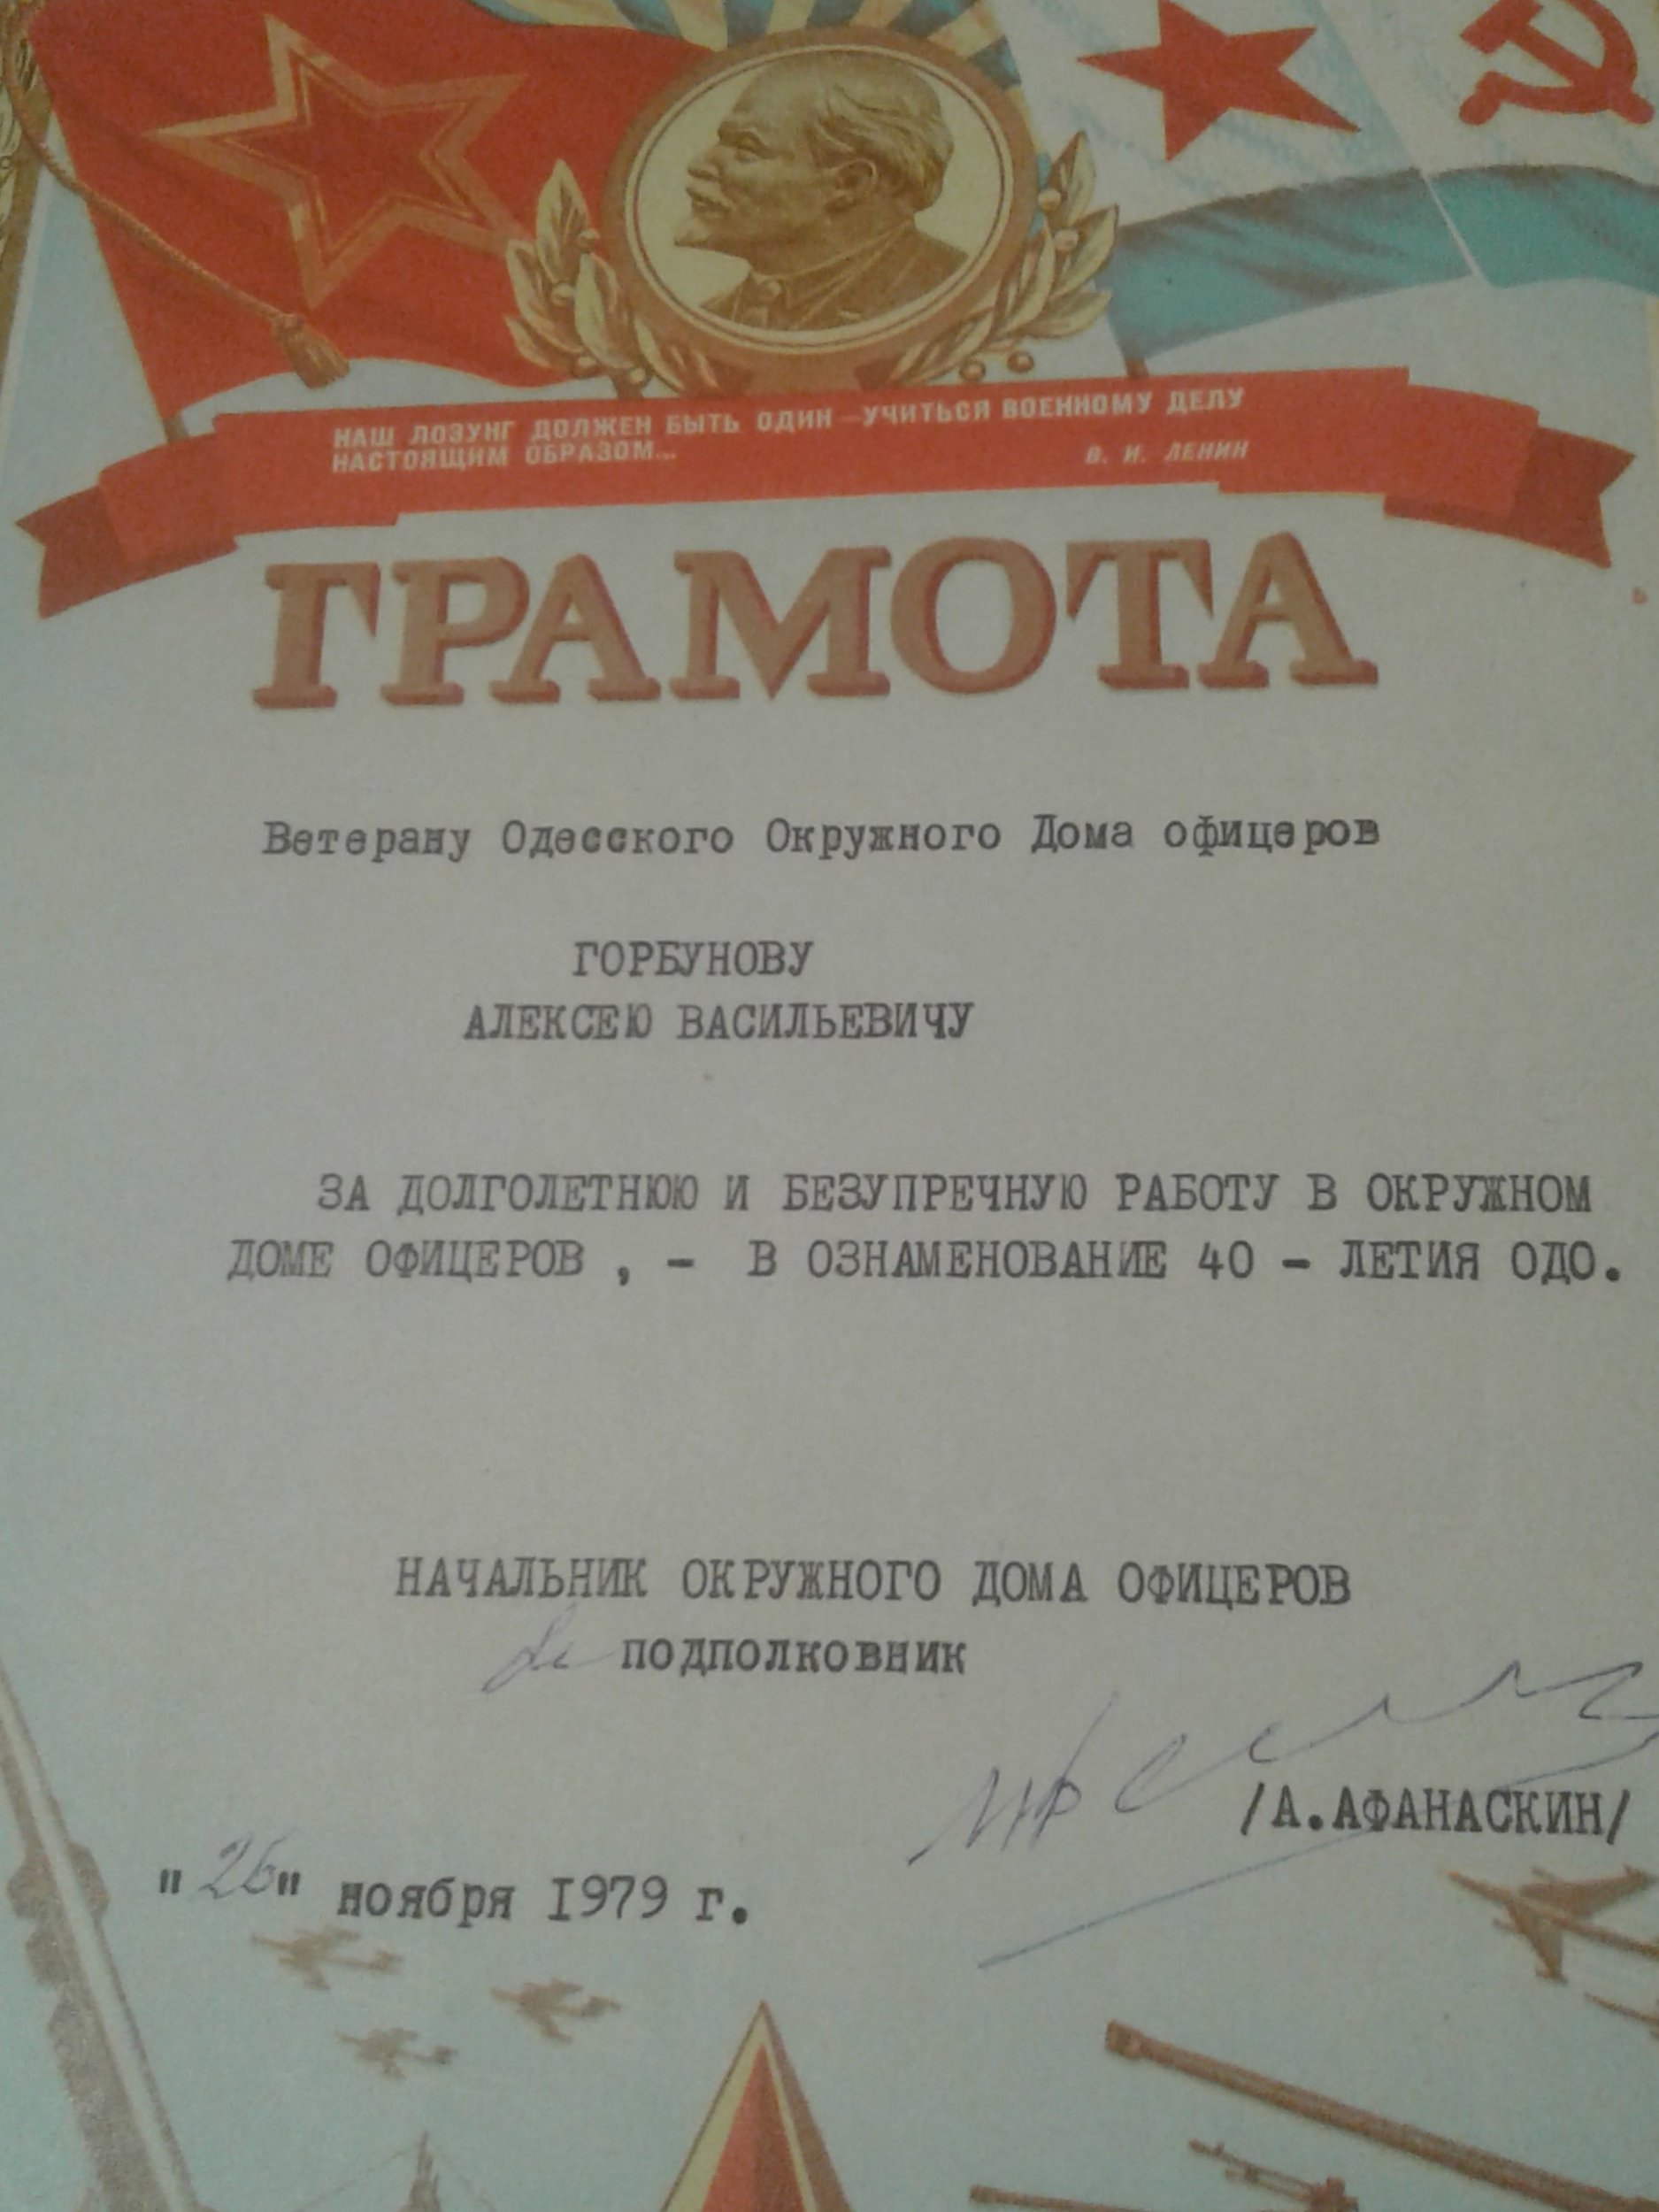 НАШ ЛОЗУНГ ДОЛЖЕН БЫТЬ ОДИН — УЧИТЬСЯ ВОЕННОМУ ДЕЛУ
НАСТОЯЩИМ ОБРАЗОМ...
В. И. ЛЕНИН
ГРАМОТА
Ветерану Одесского Окружного Дома офицеров
ГОРБУНОВУ
АЛЕКСЕЮ ВАСИЛЬЕВИЧУ
ЗА ДОЛГОЛЕТНЮЮ И БЕЗУПРЕЧНУЮ РАБОТУ В ОКРУЖНОМ
ДОМЕ ОФИЦЕРОВ , - В ОЗНАМЕНОВАНИЕ 40 - ЛЕТИЯ ОДО.
НАЧАЛЬНИК ОКРУЖНОГО ДОМА ОФИЦЕРОВ
ПОДПОЛКОВНИК
/А.АФАНАСКИН/
"26" ноября 1979 г.